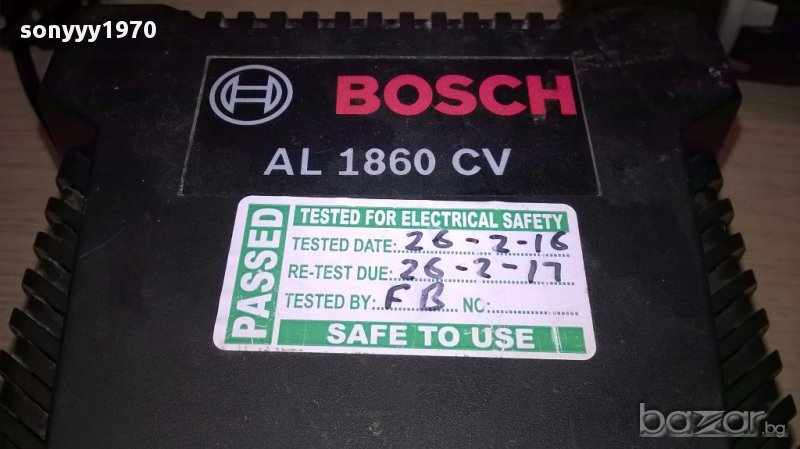 sonyyy1970
BOSCH
AL 1860 CV
PASSED
TESTED FOR ELECTRICAL SAFETY
TESTED DATE: 26-2-16
RE-TEST DUE: 26-2-17
TESTED BY: FB NO:
SAFE TO USE
bazar.bg